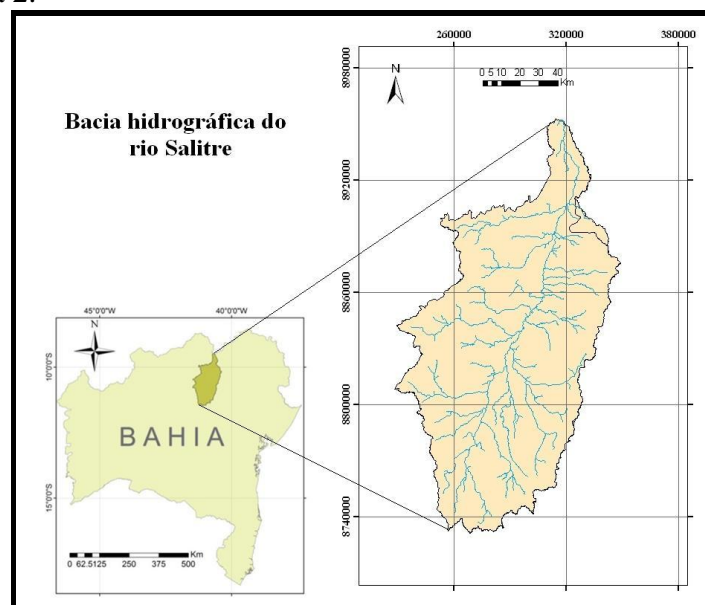 Bacia hidrográfica do
rio Salitre
45°0'0"W
40°0'0"W
N
10°0'0"S
15°0'0"S
BAHIA
0 62.5125 250 375 500
Km
260000
320000
380000
N
0 5 10 20 30 40
Km
8980000
8920000
8860000
8800000
8740000